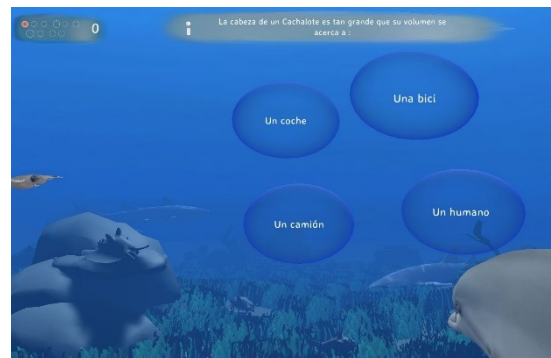 0
La cabeza de un Cachalote es tan grande que su volumen se
acerca a :
Una bici
Un coche
Un humano
Un camión